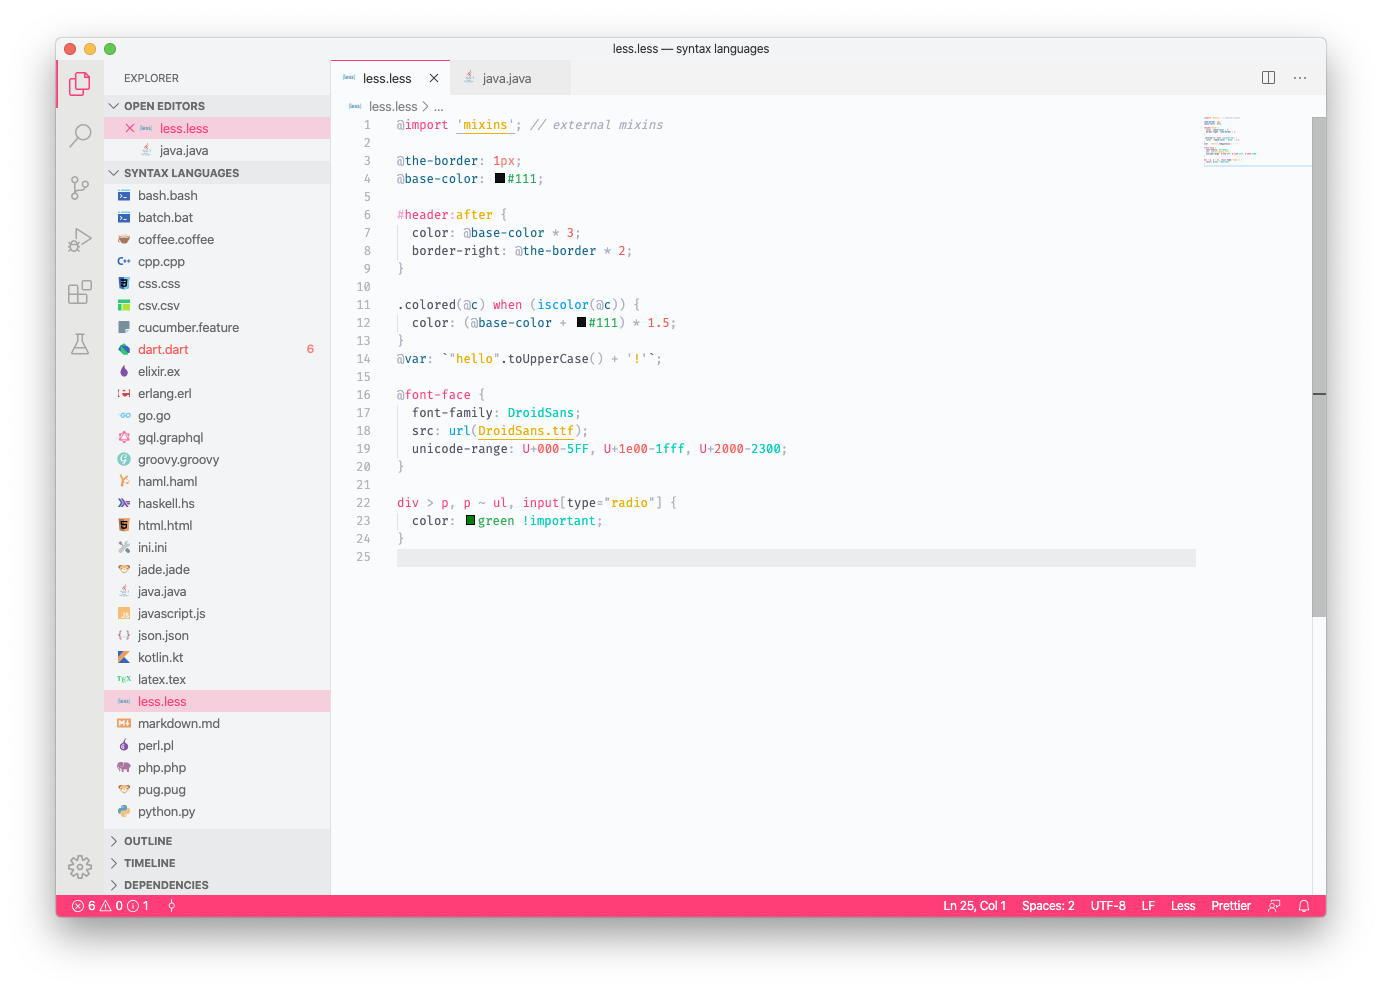 less.less — syntax languages
EXPLORER
OPEN EDITORS
less.less
java.java
SYNTAX LANGUAGES
bash.bash
batch.bat
coffee.coffee
cpp.cpp
css.css
csv.csv
cucumber.feature
dart.dart 6
elixir.ex
erlang.erl
go.go
gql.graphql
groovy.groovy
haml.haml
haskell.hs
html.html
ini.ini
jade.jade
java.java
javascript.js
json.json
kotlin.kt
latex.tex
less.less
markdown.md
perl.pl
php.php
pug.pug
python.py
OUTLINE
TIMELINE
DEPENDENCIES
less.less java.java
less.less > ...
1 @import 'mixins'; // external mixins
2
3 @the-border: 1px;
4 @base-color: #111;
5
6 #header:after {
7 color: @base-color * 3;
8 border-right: @the-border * 2;
9 }
10
11 .colored(@c) when (iscolor(@c)) {
12 color: (@base-color + #111) * 1.5;
13 }
14 @var: `"hello".toUpperCase() + '!'`;
15
16 @font-face {
17 font-family: DroidSans;
18 src: url(DroidSans.ttf);
19 unicode-range: U+000-5FF, U+1e00-1fff, U+2000-2300;
20 }
21
22 div > p, p ~ ul, input[type="radio"] {
23 color: green !important;
24 }
25
6 0 1 Ln 25, Col 1 Spaces: 2 UTF-8 LF Less Prettier